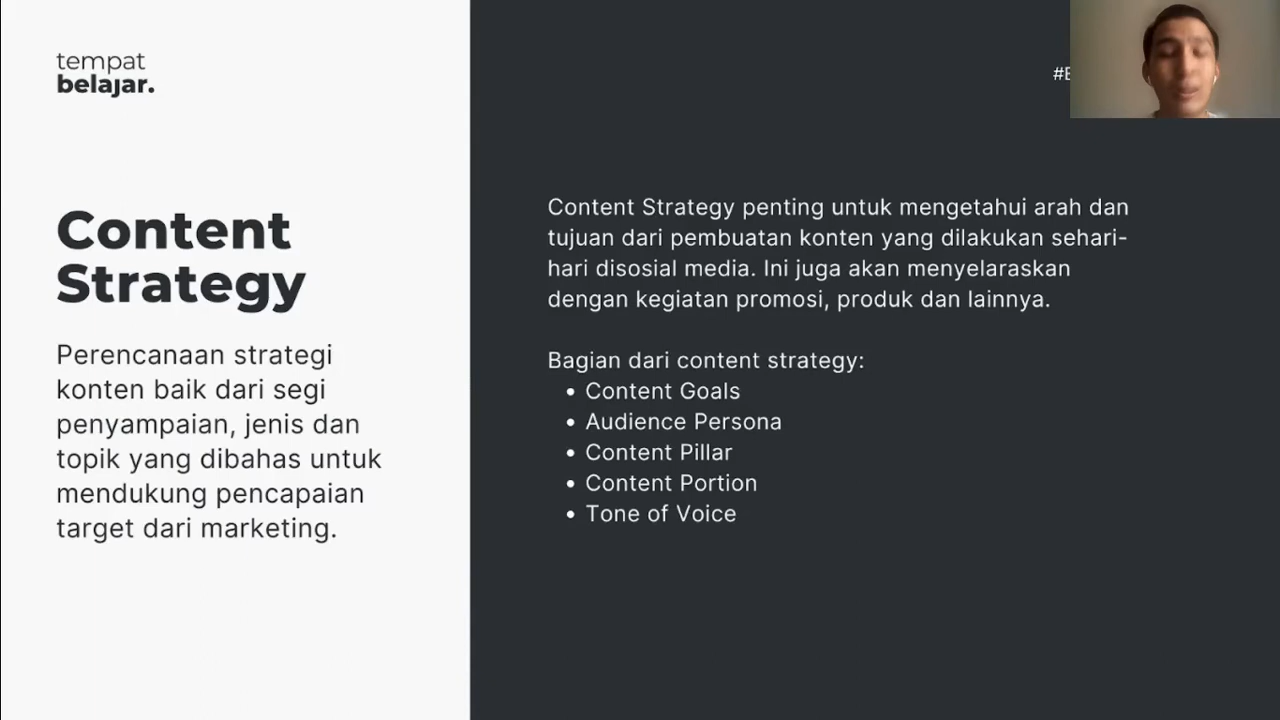 tempat
belajar.
Content
Strategy
Perencanaan strategi
konten baik dari segi
penyampaian, jenis dan
topik yang dibahas untuk
mendukung pencapaian
target dari marketing.
Content Strategy penting untuk mengetahui arah dan
tujuan dari pembuatan konten yang dilakukan sehari-
hari disosial media. Ini juga akan menyelaraskan
dengan kegiatan promosi, produk dan lainnya.
Bagian dari content strategy:
• Content Goals
• Audience Persona
• Content Pillar
• Content Portion
• Tone of Voice